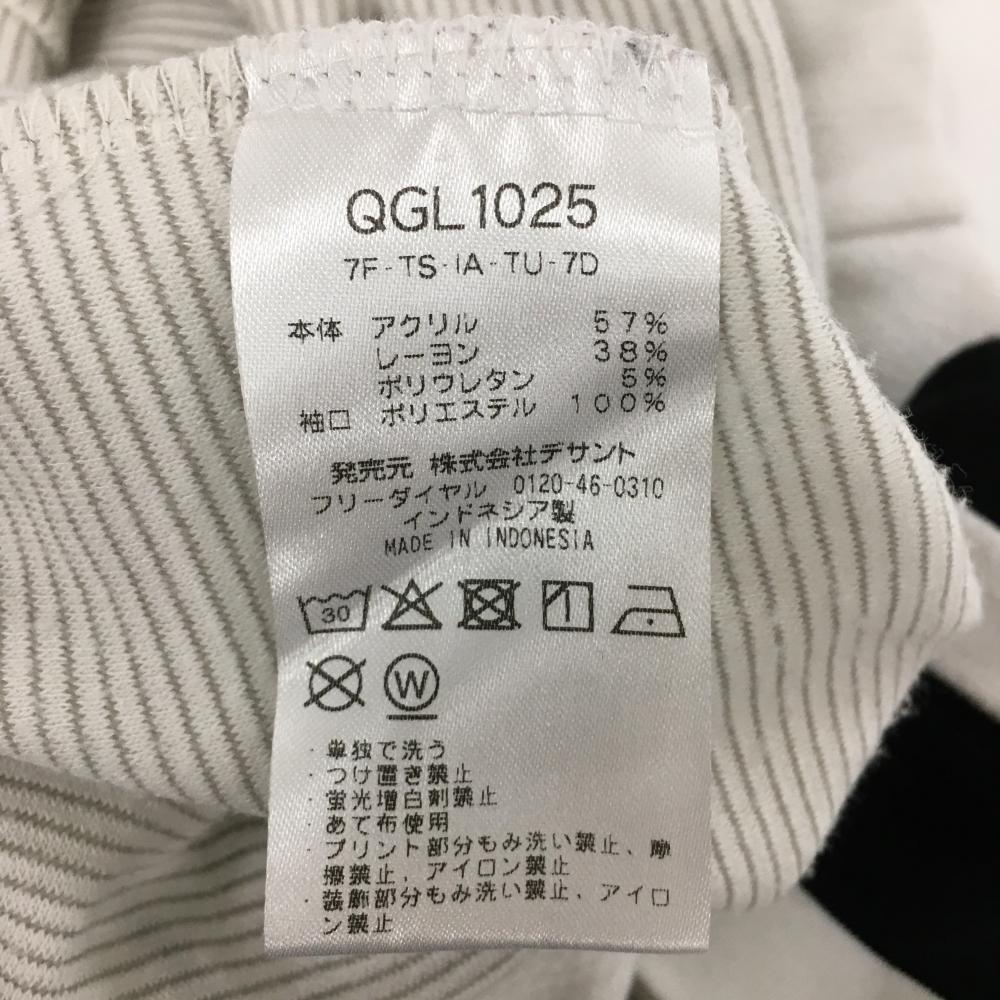 QGL1025
7F-TS-IA-TU-7D
本体 アクリル 57%
レーヨン 38%
ポリウレタン 5%
袖口 ポリエステル 100%
発売元 株式会社デサント
フリーダイヤル 0120-46-0310
インドネシア製
MADE IN INDONESIA
30
W
・単独で洗う
・つけ置き禁止
・蛍光増白剤禁止
・あて布使用
・プリント部分もみ洗い禁止、摩
擦禁止、アイロン禁止
・装飾部分もみ洗い禁止、アイロ
ン禁止